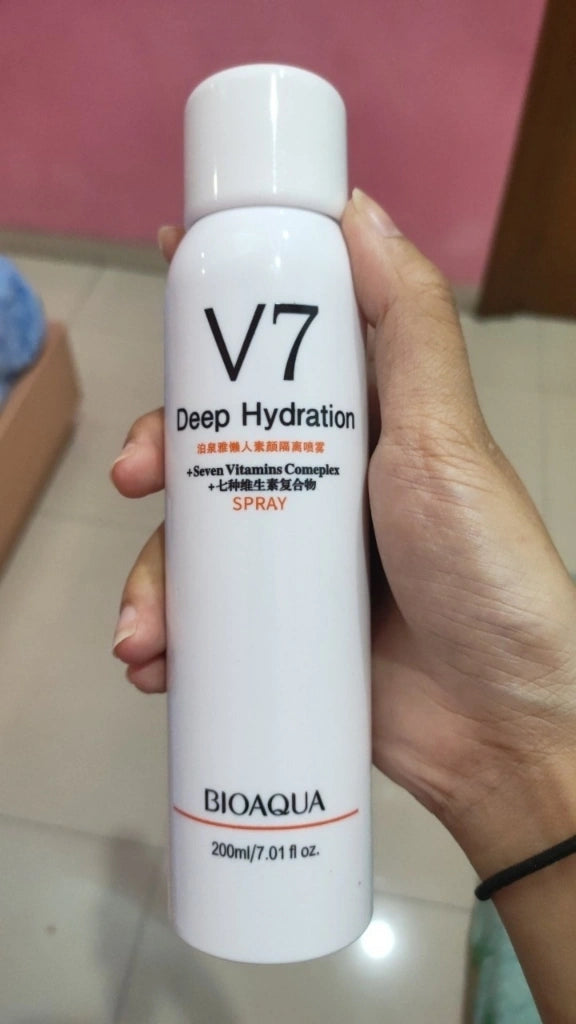 V7
Deep Hydration
泊泉雅懒人素颜隔离喷雾
+Seven Vitamins Comeplex
+七种维生素复合物
SPRAY
BIOAQUA
200ml/7.01 fl oz.